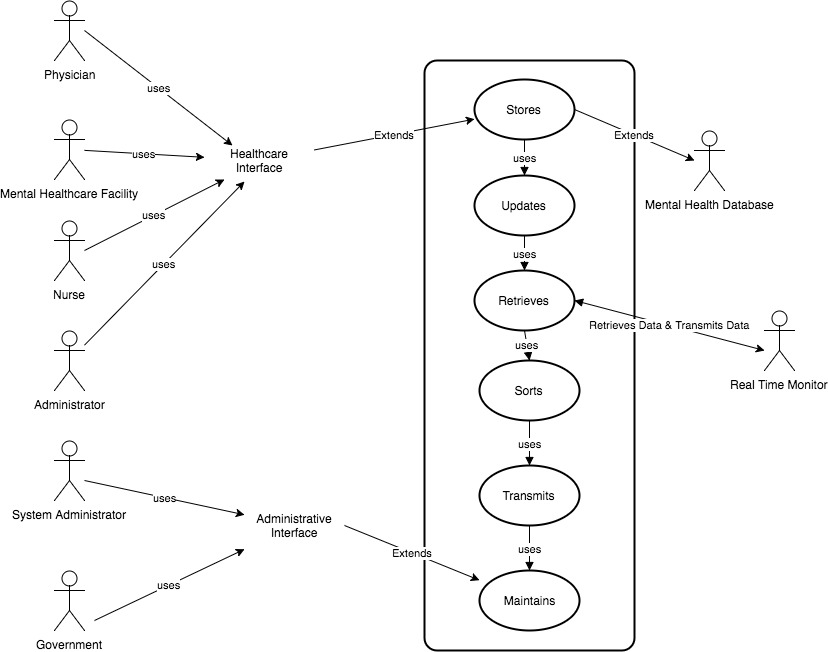 Physician
uses
Mental Healthcare Facility
uses
Healthcare
Interface
Nurse
uses
Administrator
uses
Extends
Stores
Extends
Mental Health Database
uses
Updates
uses
Retrieves
Retrieves Data & Transmits Data
Real Time Monitor
uses
Sorts
uses
Transmits
uses
Maintains
System Administrator
uses
Administrative
Interface
Extends
Government
uses